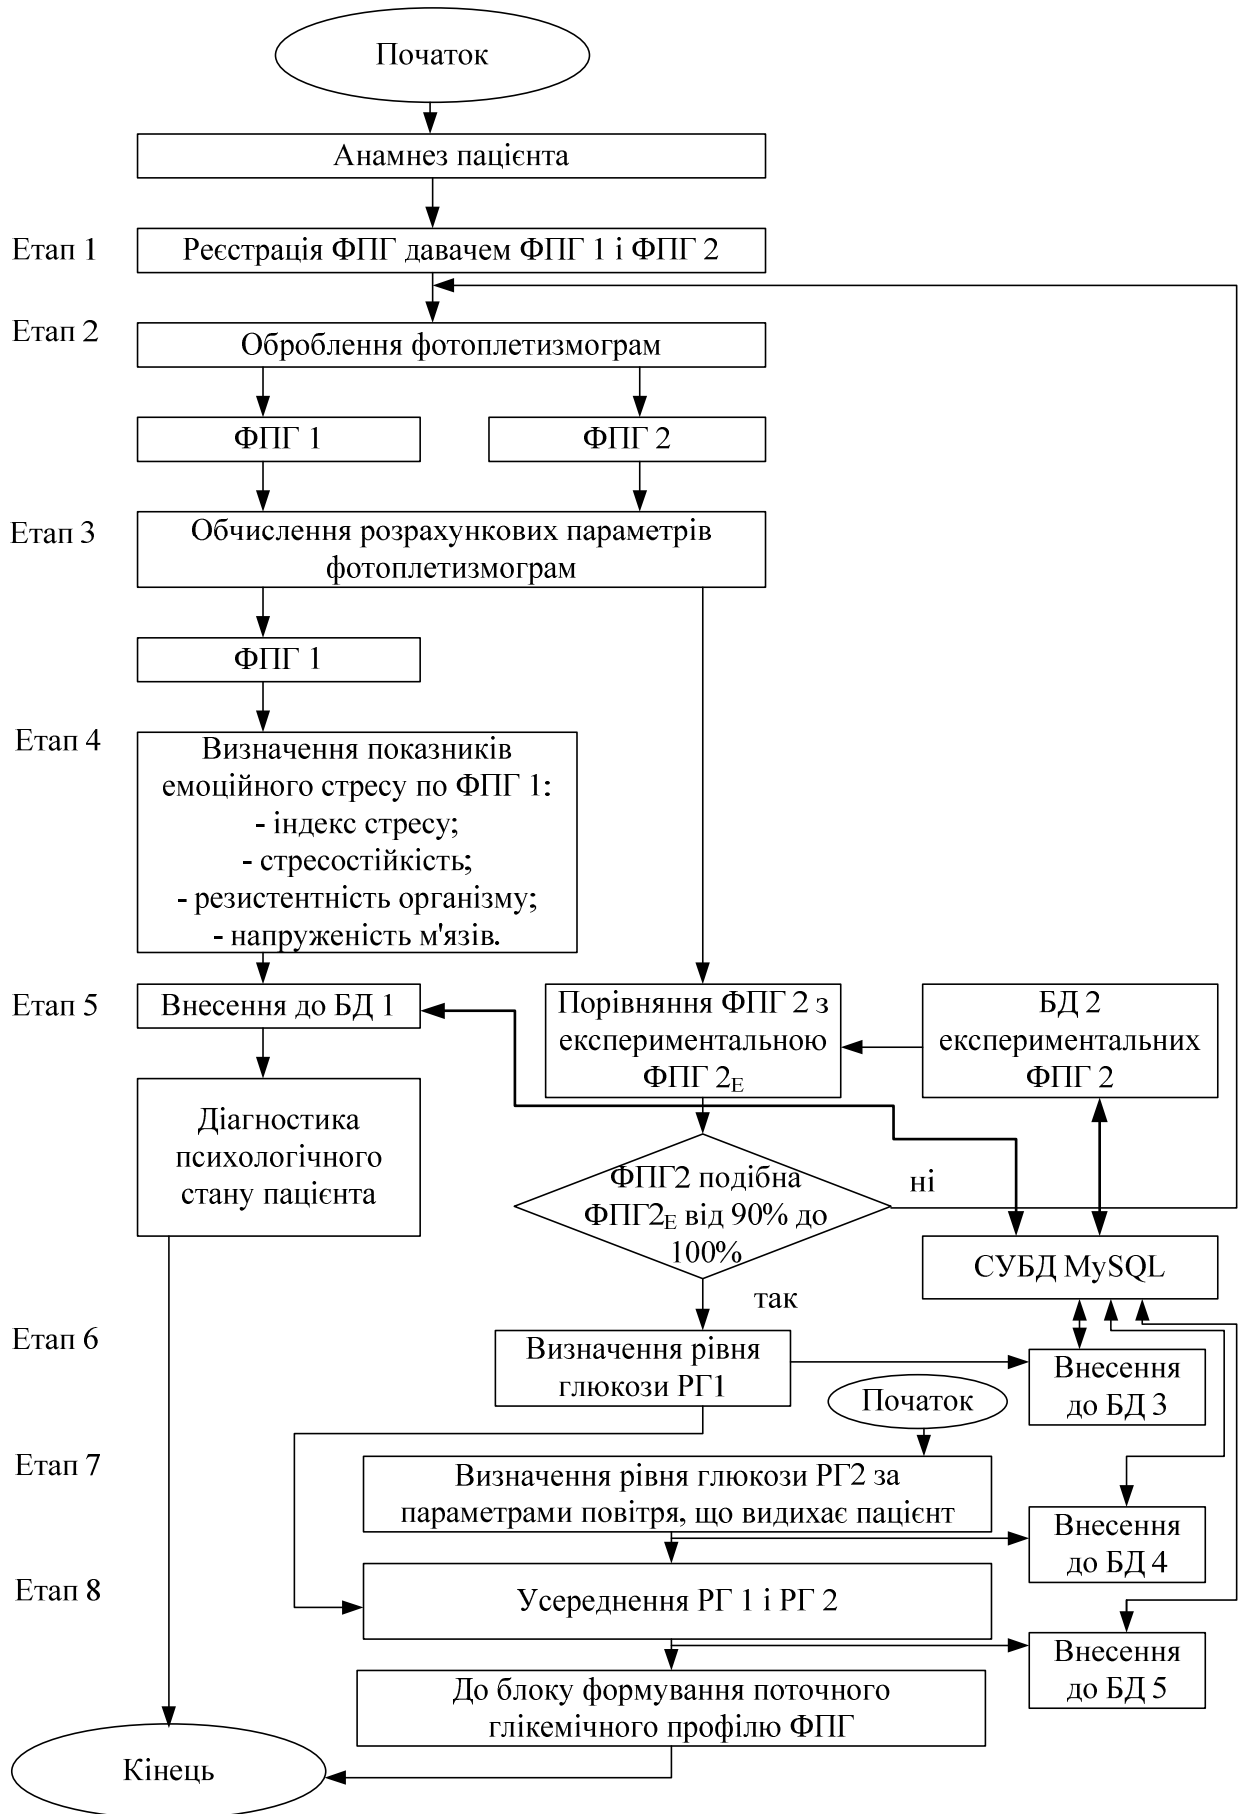 Початок
Анамнез пацієнта
Етап 1
Реєстрація ФПГ давачем ФПГ 1 і ФПГ 2
Етап 2
Оброблення фотоплетизмограм
ФПГ 1
ФПГ 2
Етап 3
Обчислення розрахункових параметрів
фотоплетизмограм
ФПГ 1
Етап 4
Визначення показників
емоційного стресу по ФПГ 1:
- індекс стресу;
- стресостійкість;
- резистентність організму;
- напруженість м'язів.
Етап 5
Внесення до БД 1
Порівняння ФПГ 2 з
експериментальною
ФПГ 2Е
БД 2
експериментальних
ФПГ 2
Діагностика
психологічного
стану пацієнта
ФПГ2 подібна
ФПГ2Е від 90% до
100%
ні
СУБД MySQL
так
Етап 6
Визначення рівня
глюкози РГ1
Внесення
до БД 3
Початок
Етап 7
Визначення рівня глюкози РГ2 за
параметрами повітря, що видихає пацієнт
Внесення
до БД 4
Етап 8
Усереднення РГ 1 і РГ 2
Внесення
до БД 5
До блоку формування поточного
глікемічного профілю ФПГ
Кінець